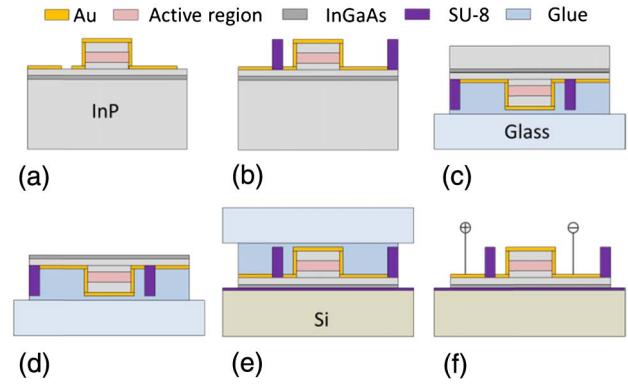 Au Active region InGaAs SU-8 Glue
InP
Glass
(a) (b) (c)
Si
(d) (e) (f)